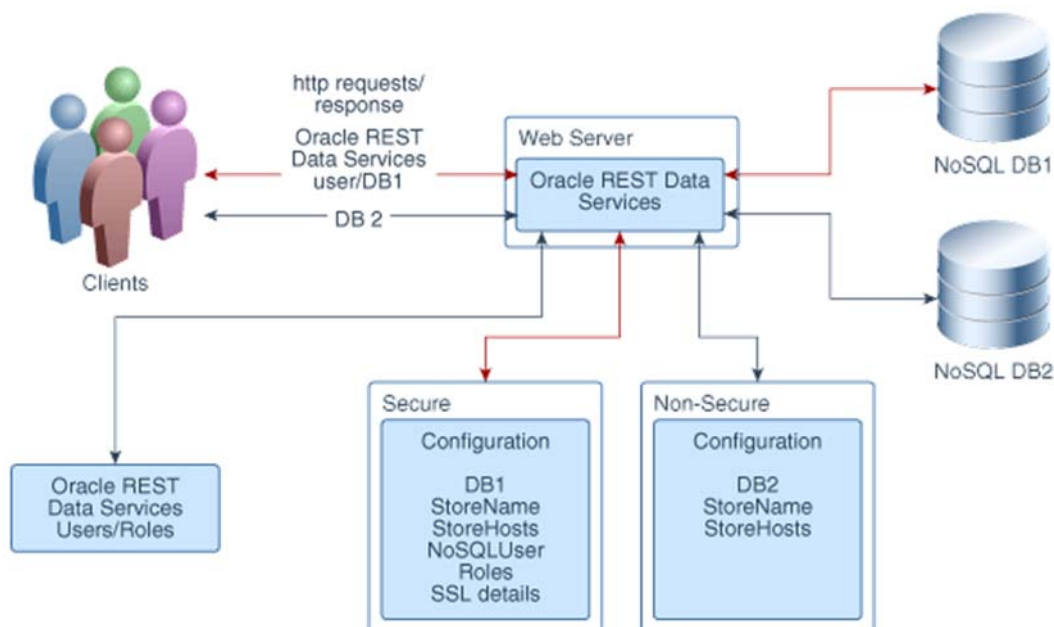 http requests/
response
Oracle REST
Data Services
user/DB1
DB 2
Clients
Web Server
Oracle REST Data
Services
NoSQL DB1
NoSQL DB2
Oracle REST
Data Services
Users/Roles
Secure
Configuration
DB1
StoreName
StoreHosts
NoSQLUser
Roles
SSL details
Non-Secure
Configuration
DB2
StoreName
StoreHosts